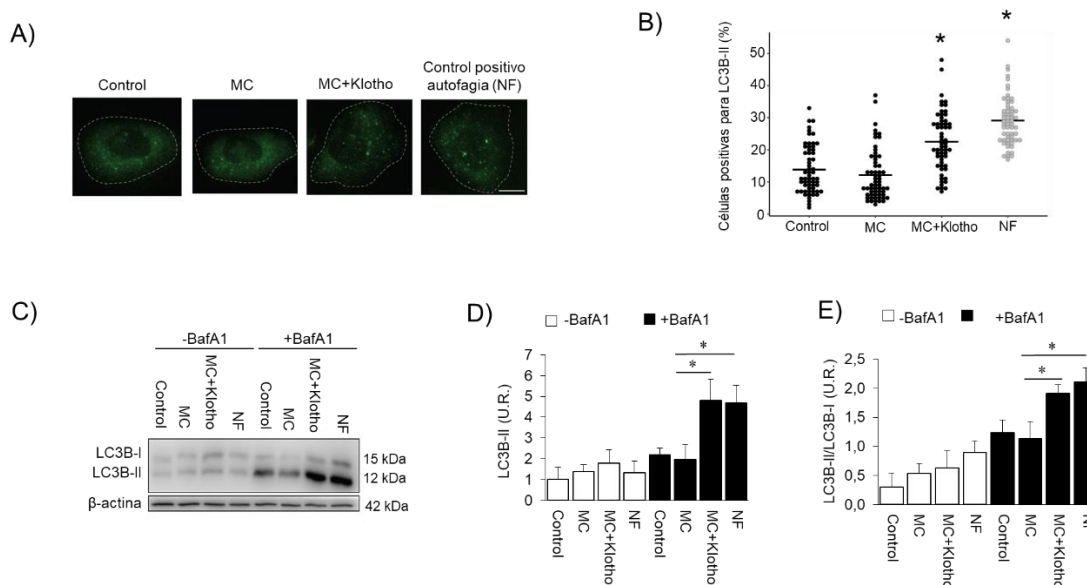 A)
Control
MC
MC+Klotho
Control positivo
autofagia (NF)
B)
Células positivas para LC3B-II (%)
60
50
40
30
20
10
0
*
*
Control
MC
MC+Klotho
NF
C)
-BafA1
+BafA1
Control
MC
MC+Klotho
NF
Control
MC
MC+Klotho
NF
LC3B-I
LC3B-II
β-actina
15 kDa
12 kDa
42 kDa
D)
-BafA1
+BafA1
LC3B-II (U.R.)
7
6
5
4
3
2
1
0
*
*
Control
MC
MC+Klotho
NF
Control
MC
MC+Klotho
NF
E)
-BafA1
+BafA1
LC3B-II/LC3B-I (U.R.)
2,5
2,0
1,5
1,0
0,5
0,0
*
*
Control
MC
MC+Klotho
NF
Control
MC
MC+Klotho
NF